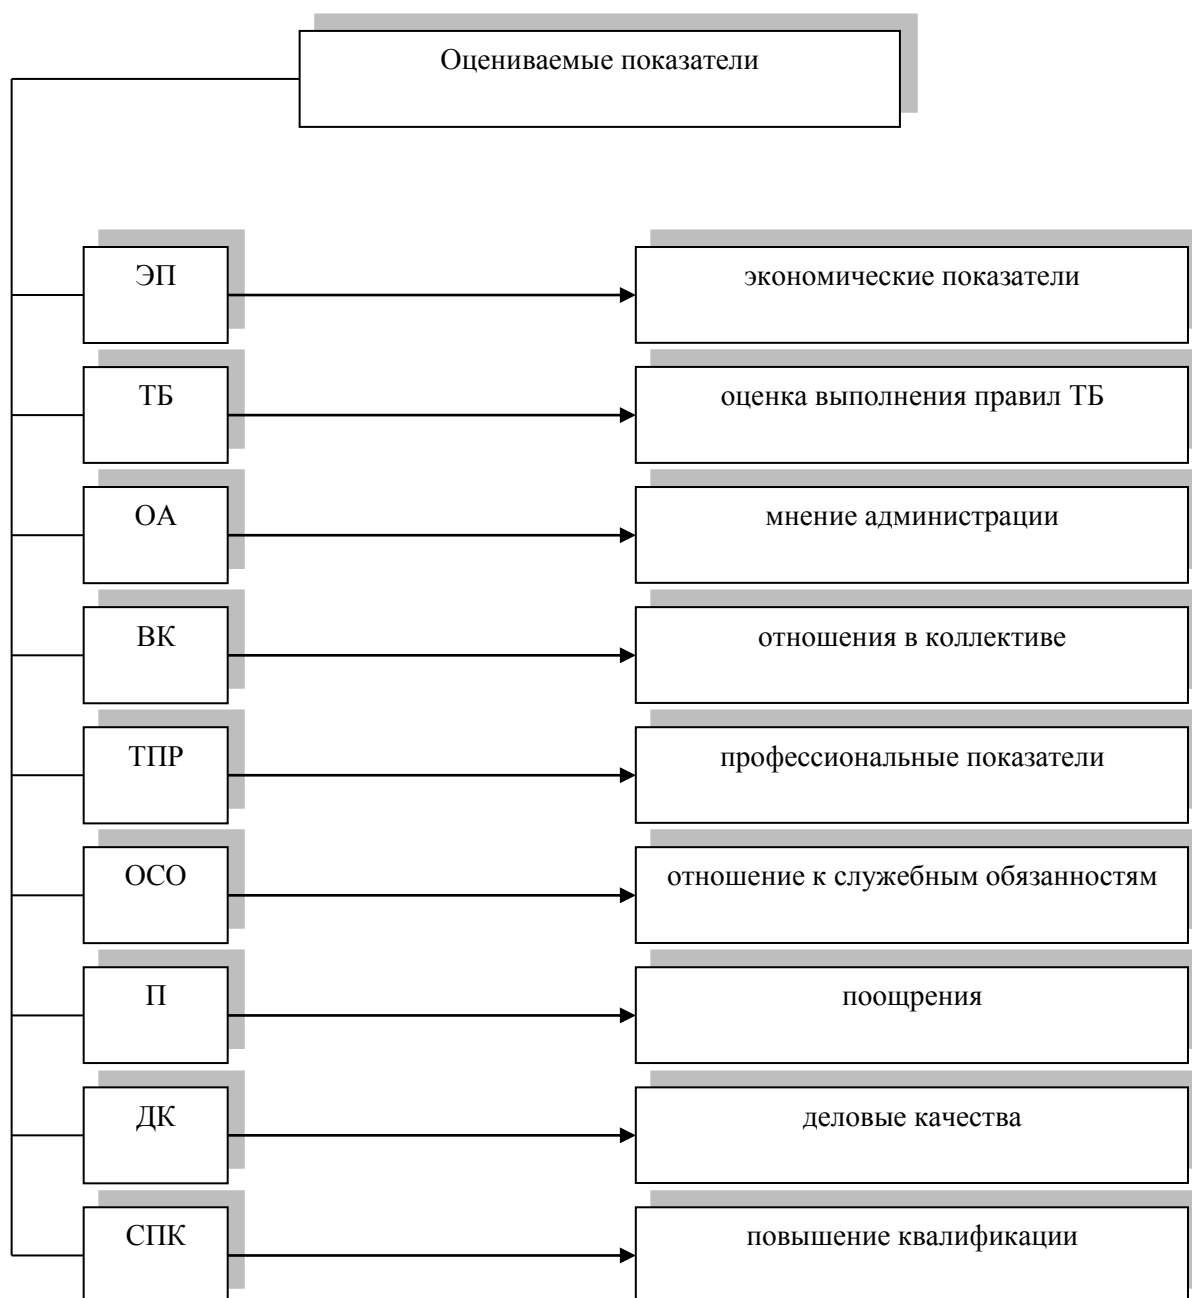 Оцениваемые показатели
ЭП
экономические показатели
ТБ
оценка выполнения правил ТБ
ОА
мнение администрации
ВК
отношения в коллективе
ТПР
профессиональные показатели
ОСО
отношение к служебным обязанностям
П
поощрения
ДК
деловые качества
СПК
повышение квалификации